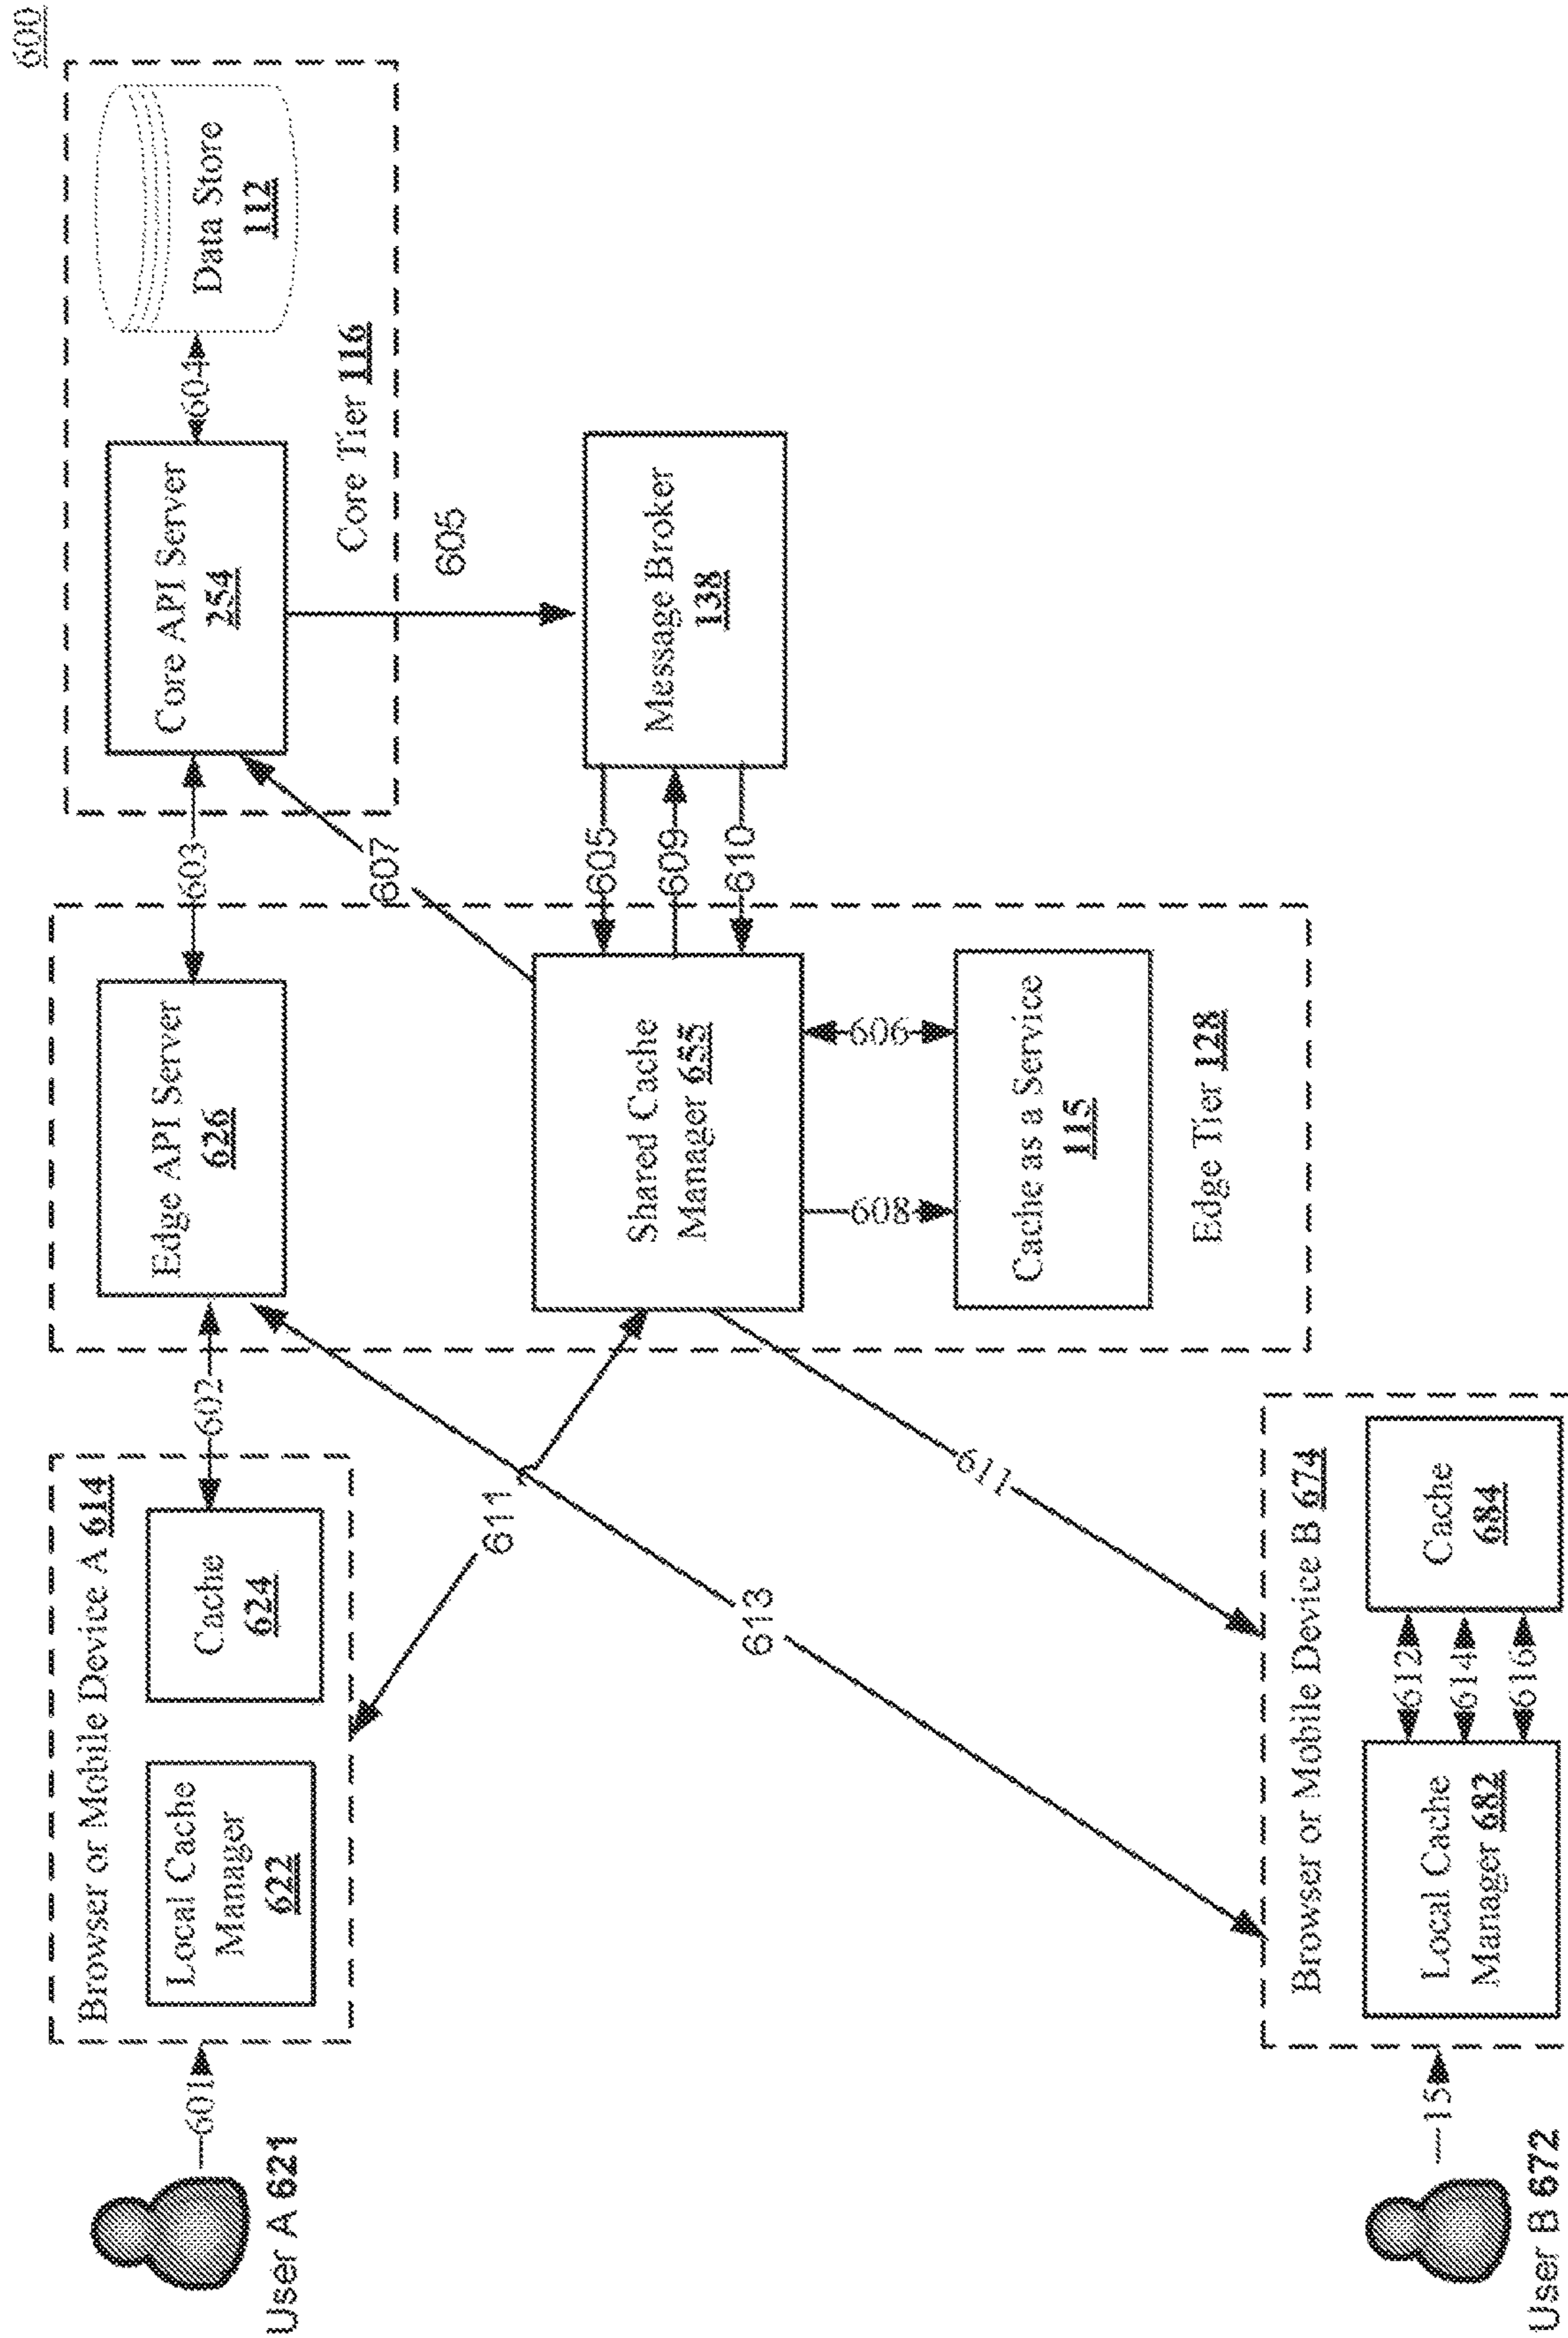 600
User A 621
601
Browser or Mobile Device A 614
Local Cache
Manager
622
Cache
624
602
Edge API Server
626
603
Core API Server
254
604
Data Store
112
Core Tier 116
605
607
Message Broker
138
605
609
610
Shared Cache
Manager 655
606
608
Cache as a Service
115
Edge Tier 128
611
611
613
User B 672
15
Browser or Mobile Device B 674
Local Cache
Manager 682
612
614
616
Cache
684